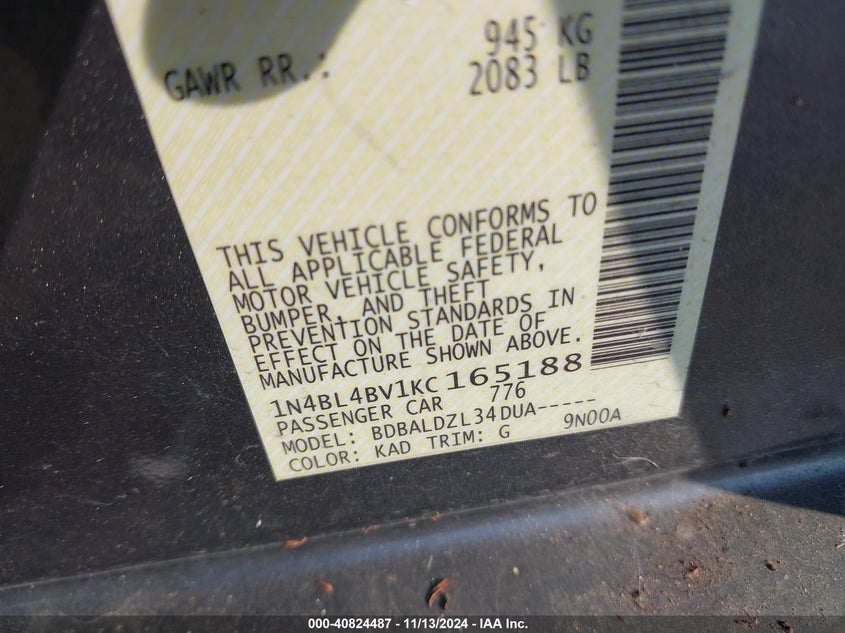 945 KG
GAWR RR.: 2083 LB
THIS VEHICLE CONFORMS TO
ALL APPLICABLE FEDERAL
MOTOR VEHICLE SAFETY,
BUMPER, AND THEFT
PREVENTION STANDARDS IN
EFFECT ON THE DATE OF
MANUFACTURE SHOWN ABOVE.
1N4BL4BV1KC165188
PASSENGER CAR 776
MODEL: BDBALDZL34DUA-----
COLOR: KAD TRIM: G 9N00A
000-40824487 - 11/13/2024 - IAA Inc.